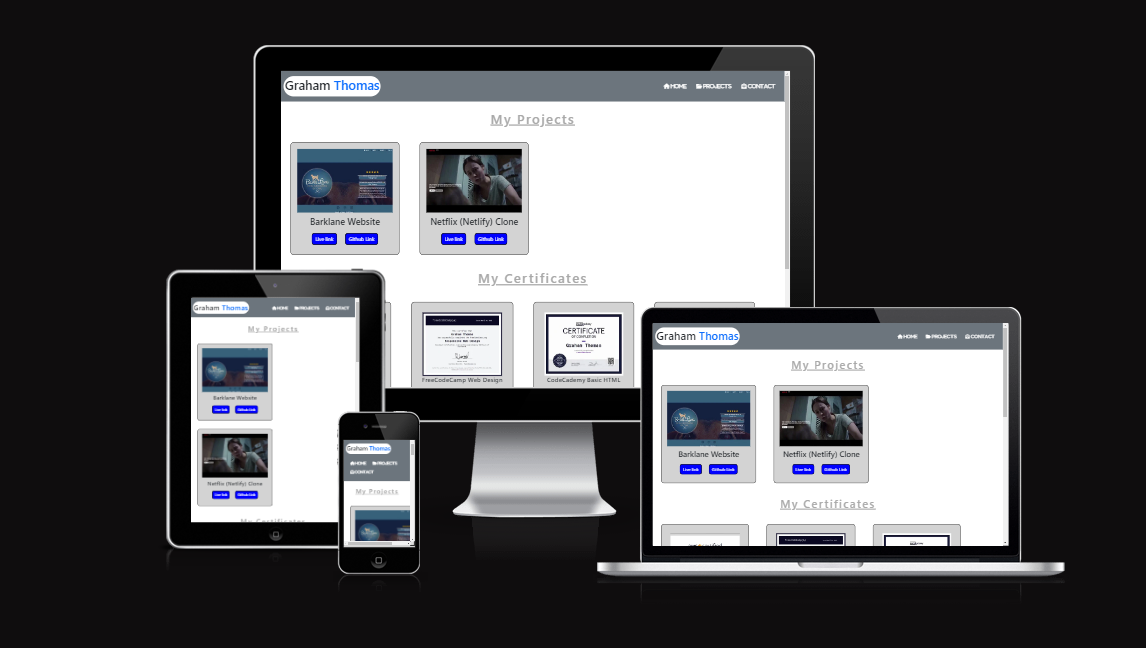 Graham Thomas
HOME PROJECTS CONTACT
My Projects
Barklane Website
Live link Github Link
Netflix (Netlify) Clone
Live link Github Link
My Certificates
FreeCodeCamp Web Design
CERTIFICATE
OF COMPLETION
Graham Thomas
CodeCademy Basic HTML
Graham Thomas
HOME PROJECTS CONTACT
My Projects
Barklane Website
Live link Github Link
Netflix (Netlify) Clone
Live link Github Link
My Certificates
Graham Thomas
HOME PROJECTS
CONTACT
My Projects
Graham Thomas
HOME PROJECTS CONTACT
My Projects
Barklane Website
Live link Github Link
Netflix (Netlify) Clone
Live link Github Link
My Certificates